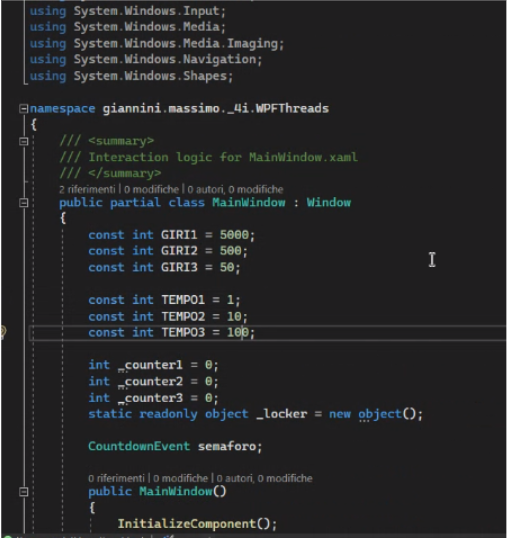 using System.Windows.Input;
using System.Windows.Media;
using System.Windows.Media.Imaging;
using System.Windows.Navigation;
using System.Windows.Shapes;
namespace giannini.massimo._4i.WPFThreads
{
/// <summary>
/// Interaction logic for MainWindow.xaml
/// </summary>
2 riferimenti | 0 modifiche | 0 autori, 0 modifiche
public partial class MainWindow : Window
{
const int GIRI1 = 5000;
const int GIRI2 = 500;
const int GIRI3 = 50;
const int TEMPO1 = 1;
const int TEMPO2 = 10;
const int TEMPO3 = 100;
int _counter1 = 0;
int _counter2 = 0;
int _counter3 = 0;
static readonly object _locker = new object();
CountdownEvent semaforo;
0 riferimenti | 0 modifiche | 0 autori, 0 modifiche
public MainWindow()
{
InitializeComponent();